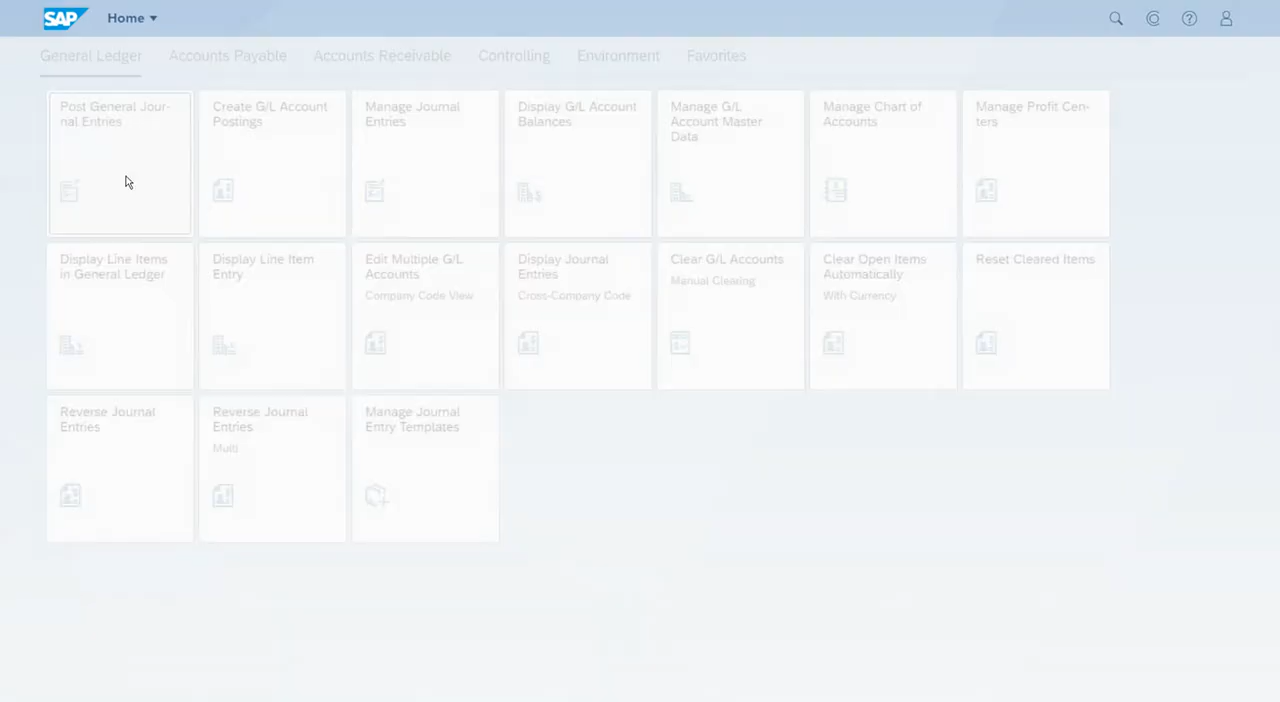 SAP Home
General Ledger Accounts Payable Accounts Receivable Controlling Environment Favorites
Post General Jour-
nal Entries
Create G/L Account
Postings
Manage Journal
Entries
Display G/L Account
Balances
Manage G/L
Account Master
Data
Manage Chart of
Accounts
Manage Profit Cen-
ters
Display Line Items
in General Ledger
Display Line Item
Entry
Edit Multiple G/L
Accounts
Company Code View
Display Journal
Entries
Cross-Company Code
Clear G/L Accounts
Manual Clearing
Clear Open Items
Automatically
With Currency
Reset Cleared Items
Reverse Journal
Entries
Reverse Journal
Entries
Multi
Manage Journal
Entry Templates